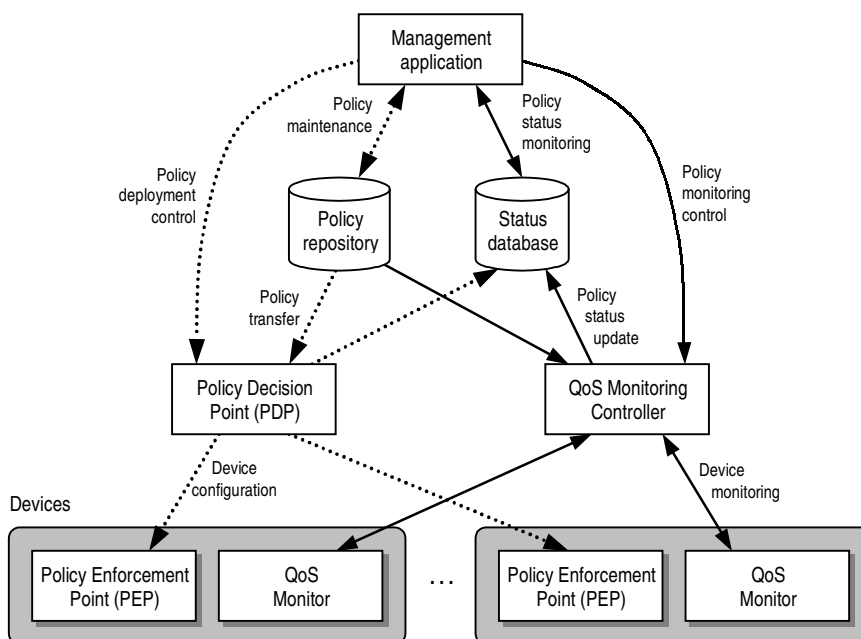 Management
application
Policy
maintenance
Policy
status
monitoring
Policy
deployment
control
Policy
repository
Status
database
Policy
monitoring
control
Policy
transfer
Policy
status
update
Policy Decision
Point (PDP)
QoS Monitoring
Controller
Device
configuration
Device
monitoring
Devices
Policy Enforcement
Point (PEP)
QoS
Monitor
...
Policy Enforcement
Point (PEP)
QoS
Monitor